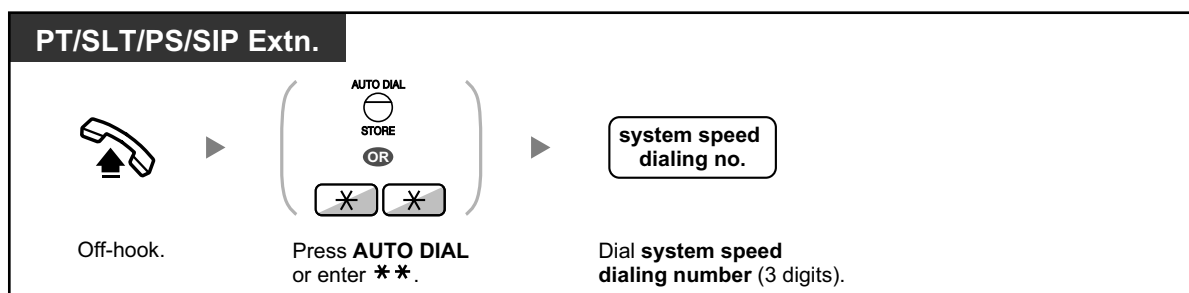 PT/SLT/PS/SIP Extn.
AUTO DIAL
STORE
OR
system speed
dialing no.
Off-hook.
Press AUTO DIAL
or enter ✱✱.
Dial system speed
dialing number (3 digits).